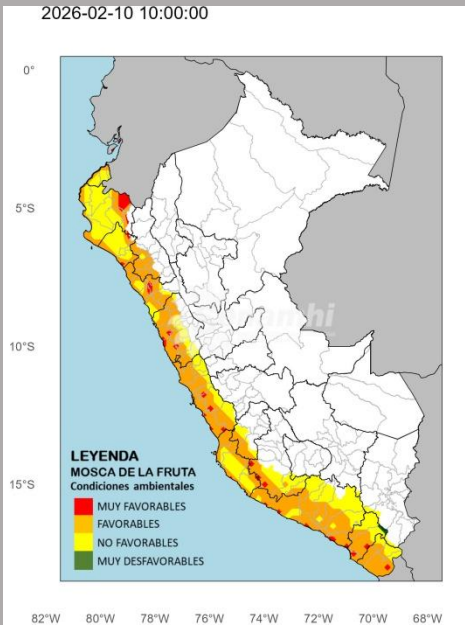 2026-02-10 10:00:00
0°
5°S
10°S
15°S
LEYENDA
MOSCA DE LA FRUTA
Condiciones ambientales
MUY FAVORABLES
FAVORABLES
NO FAVORABLES
MUY DESFAVORABLES
82°W 80°W 78°W 76°W 74°W 72°W 70°W 68°W